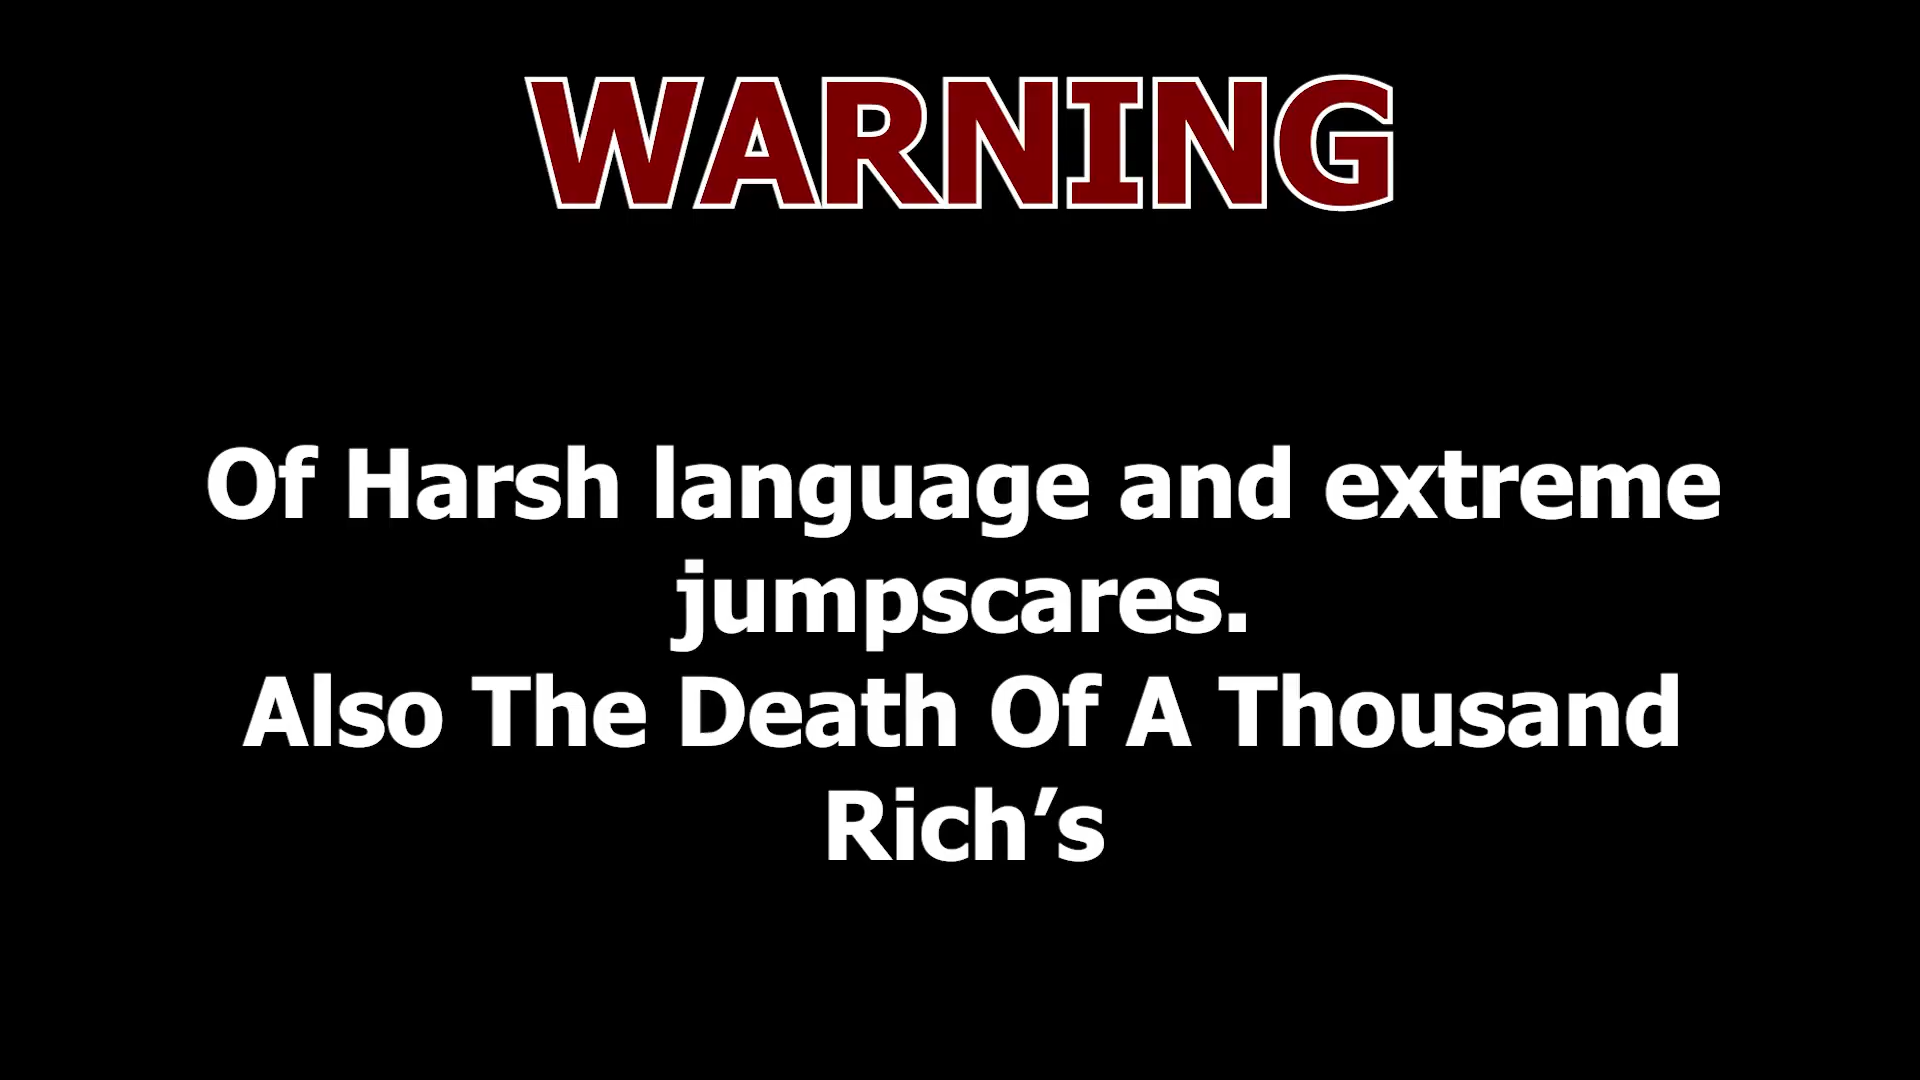 WARNING
Of Harsh language and extreme
jumpscares.
Also The Death Of A Thousand
Rich’s